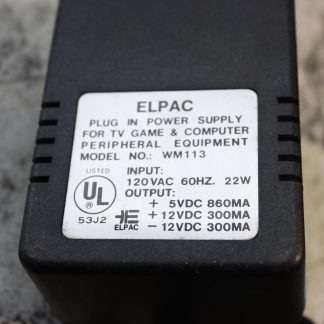 ELPAC
PLUG IN POWER SUPPLY
FOR TV GAME & COMPUTER
PERIPHERAL EQUIPMENT
MODEL NO.: WM113
LISTED
UL
®
53J2
ELPAC
INPUT:
120VAC 60HZ. 22W
OUTPUT:
+ 5VDC 860MA
+ 12VDC 300MA
− 12VDC 300MA